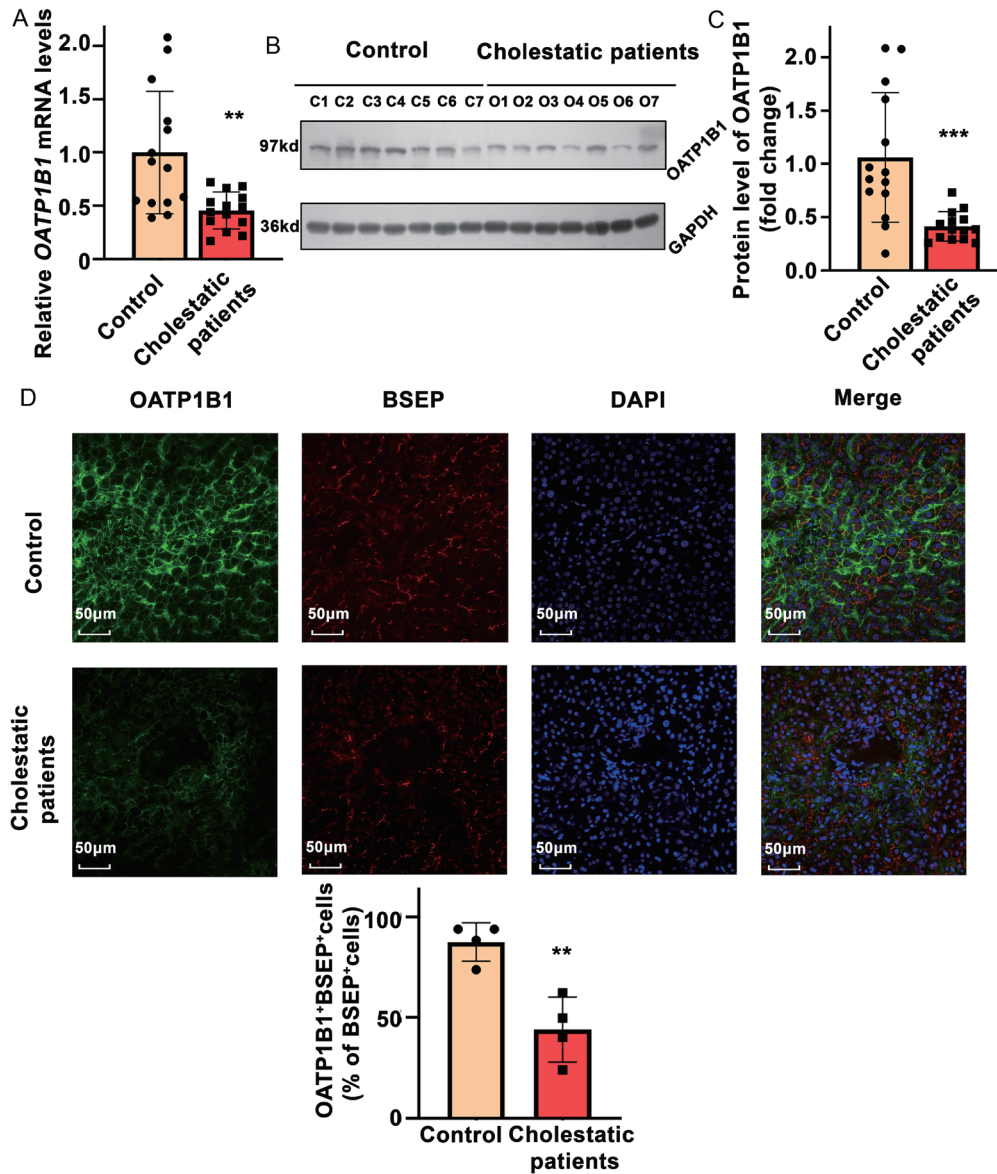 A
Relative OATP1B1 mRNA levels
2.0
1.5
1.0
0.5
0
**
Control
Cholestatic
patients
B
Control
Cholestatic patients
C1 C2 C3 C4 C5 C6 C7 O1 O2 O3 O4 O5 O6 O7
97kd
OATP1B1
36kd
GAPDH
C
Protein level of OATP1B1
(fold change)
2.0
1.5
1.0
0.5
0.0
***
Control
Cholestatic
patients
D
OATP1B1
BSEP
DAPI
Merge
Control
50µm
50µm
50µm
50µm
Cholestatic
patients
50µm
50µm
50µm
50µm
OATP1B1⁺BSEP⁺cells
(% of BSEP⁺cells)
100
50
0
**
Control
Cholestatic
patients